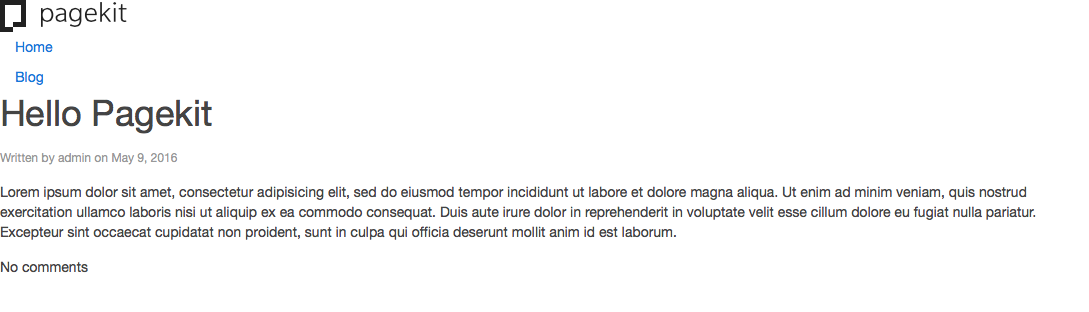 pagekit
Home
Blog
Hello Pagekit
Written by admin on May 9, 2016
Lorem ipsum dolor sit amet, consectetur adipisicing elit, sed do eiusmod tempor incididunt ut labore et dolore magna aliqua. Ut enim ad minim veniam, quis nostrud
exercitation ullamco laboris nisi ut aliquip ex ea commodo consequat. Duis aute irure dolor in reprehenderit in voluptate velit esse cillum dolore eu fugiat nulla pariatur.
Excepteur sint occaecat cupidatat non proident, sunt in culpa qui officia deserunt mollit anim id est laborum.
No comments